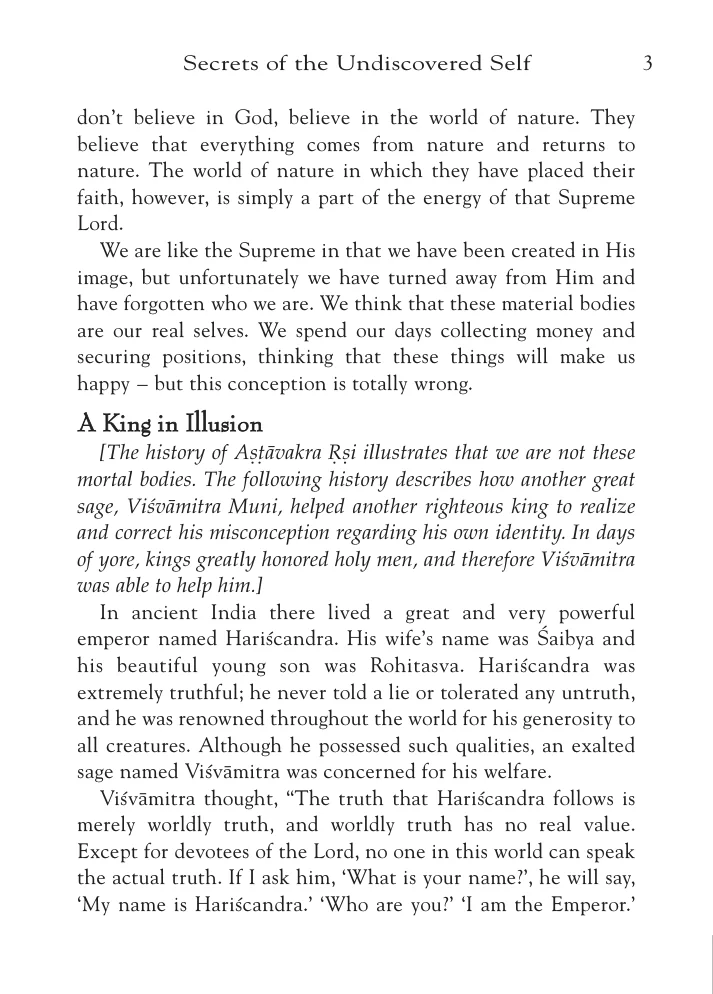 Secrets of the Undiscovered Self 3
don’t believe in God, believe in the world of nature. They
believe that everything comes from nature and returns to
nature. The world of nature in which they have placed their
faith, however, is simply a part of the energy of that Supreme
Lord.
We are like the Supreme in that we have been created in His
image, but unfortunately we have turned away from Him and
have forgotten who we are. We think that these material bodies
are our real selves. We spend our days collecting money and
securing positions, thinking that these things will make us
happy – but this conception is totally wrong.
A King in Illusion
[The history of Aṣṭāvakra Ṛṣi illustrates that we are not these
mortal bodies. The following history describes how another great
sage, Viśvāmitra Muni, helped another righteous king to realize
and correct his misconception regarding his own identity. In days
of yore, kings greatly honored holy men, and therefore Viśvāmitra
was able to help him.]
In ancient India there lived a great and very powerful
emperor named Hariścandra. His wife’s name was Śaibya and
his beautiful young son was Rohitasva. Hariścandra was
extremely truthful; he never told a lie or tolerated any untruth,
and he was renowned throughout the world for his generosity to
all creatures. Although he possessed such qualities, an exalted
sage named Viśvāmitra was concerned for his welfare.
Viśvāmitra thought, “The truth that Hariścandra follows is
merely worldly truth, and worldly truth has no real value.
Except for devotees of the Lord, no one in this world can speak
the actual truth. If I ask him, ‘What is your name?’, he will say,
‘My name is Hariścandra.’ ‘Who are you?’ ‘I am the Emperor.’